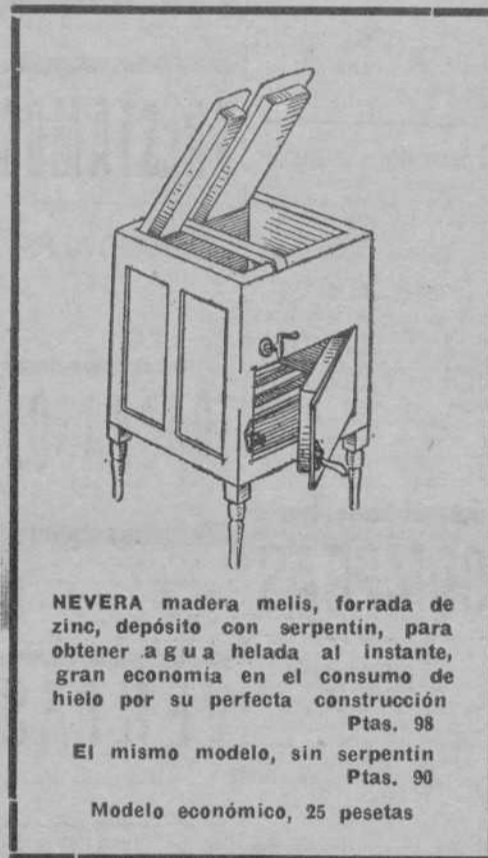 NEVERA madera melis, forrada de
zinc, depósito con serpentín, para
obtener agua helada al instante,
gran economía en el consumo de
hielo por su perfecta construcción
Ptas. 98
El mismo modelo, sin serpentín
Ptas. 90
Modelo económico, 25 pesetas